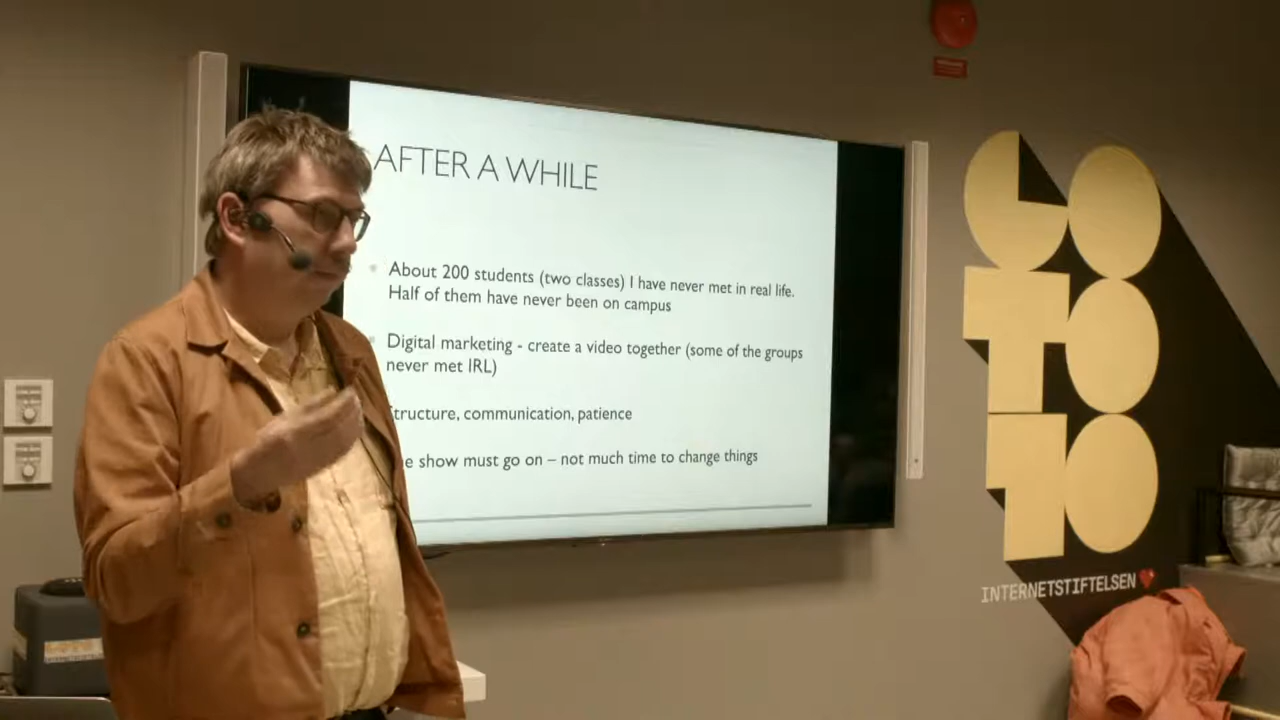 AFTER A WHILE
About 200 students (two classes) I have never met in real life.
Half of them have never been on campus
Digital marketing - create a video together (some of the groups
never met IRL)
tructure, communication, patience
e show must go on – not much time to change things
GOTO 10
INTERNETSTIFTELSEN